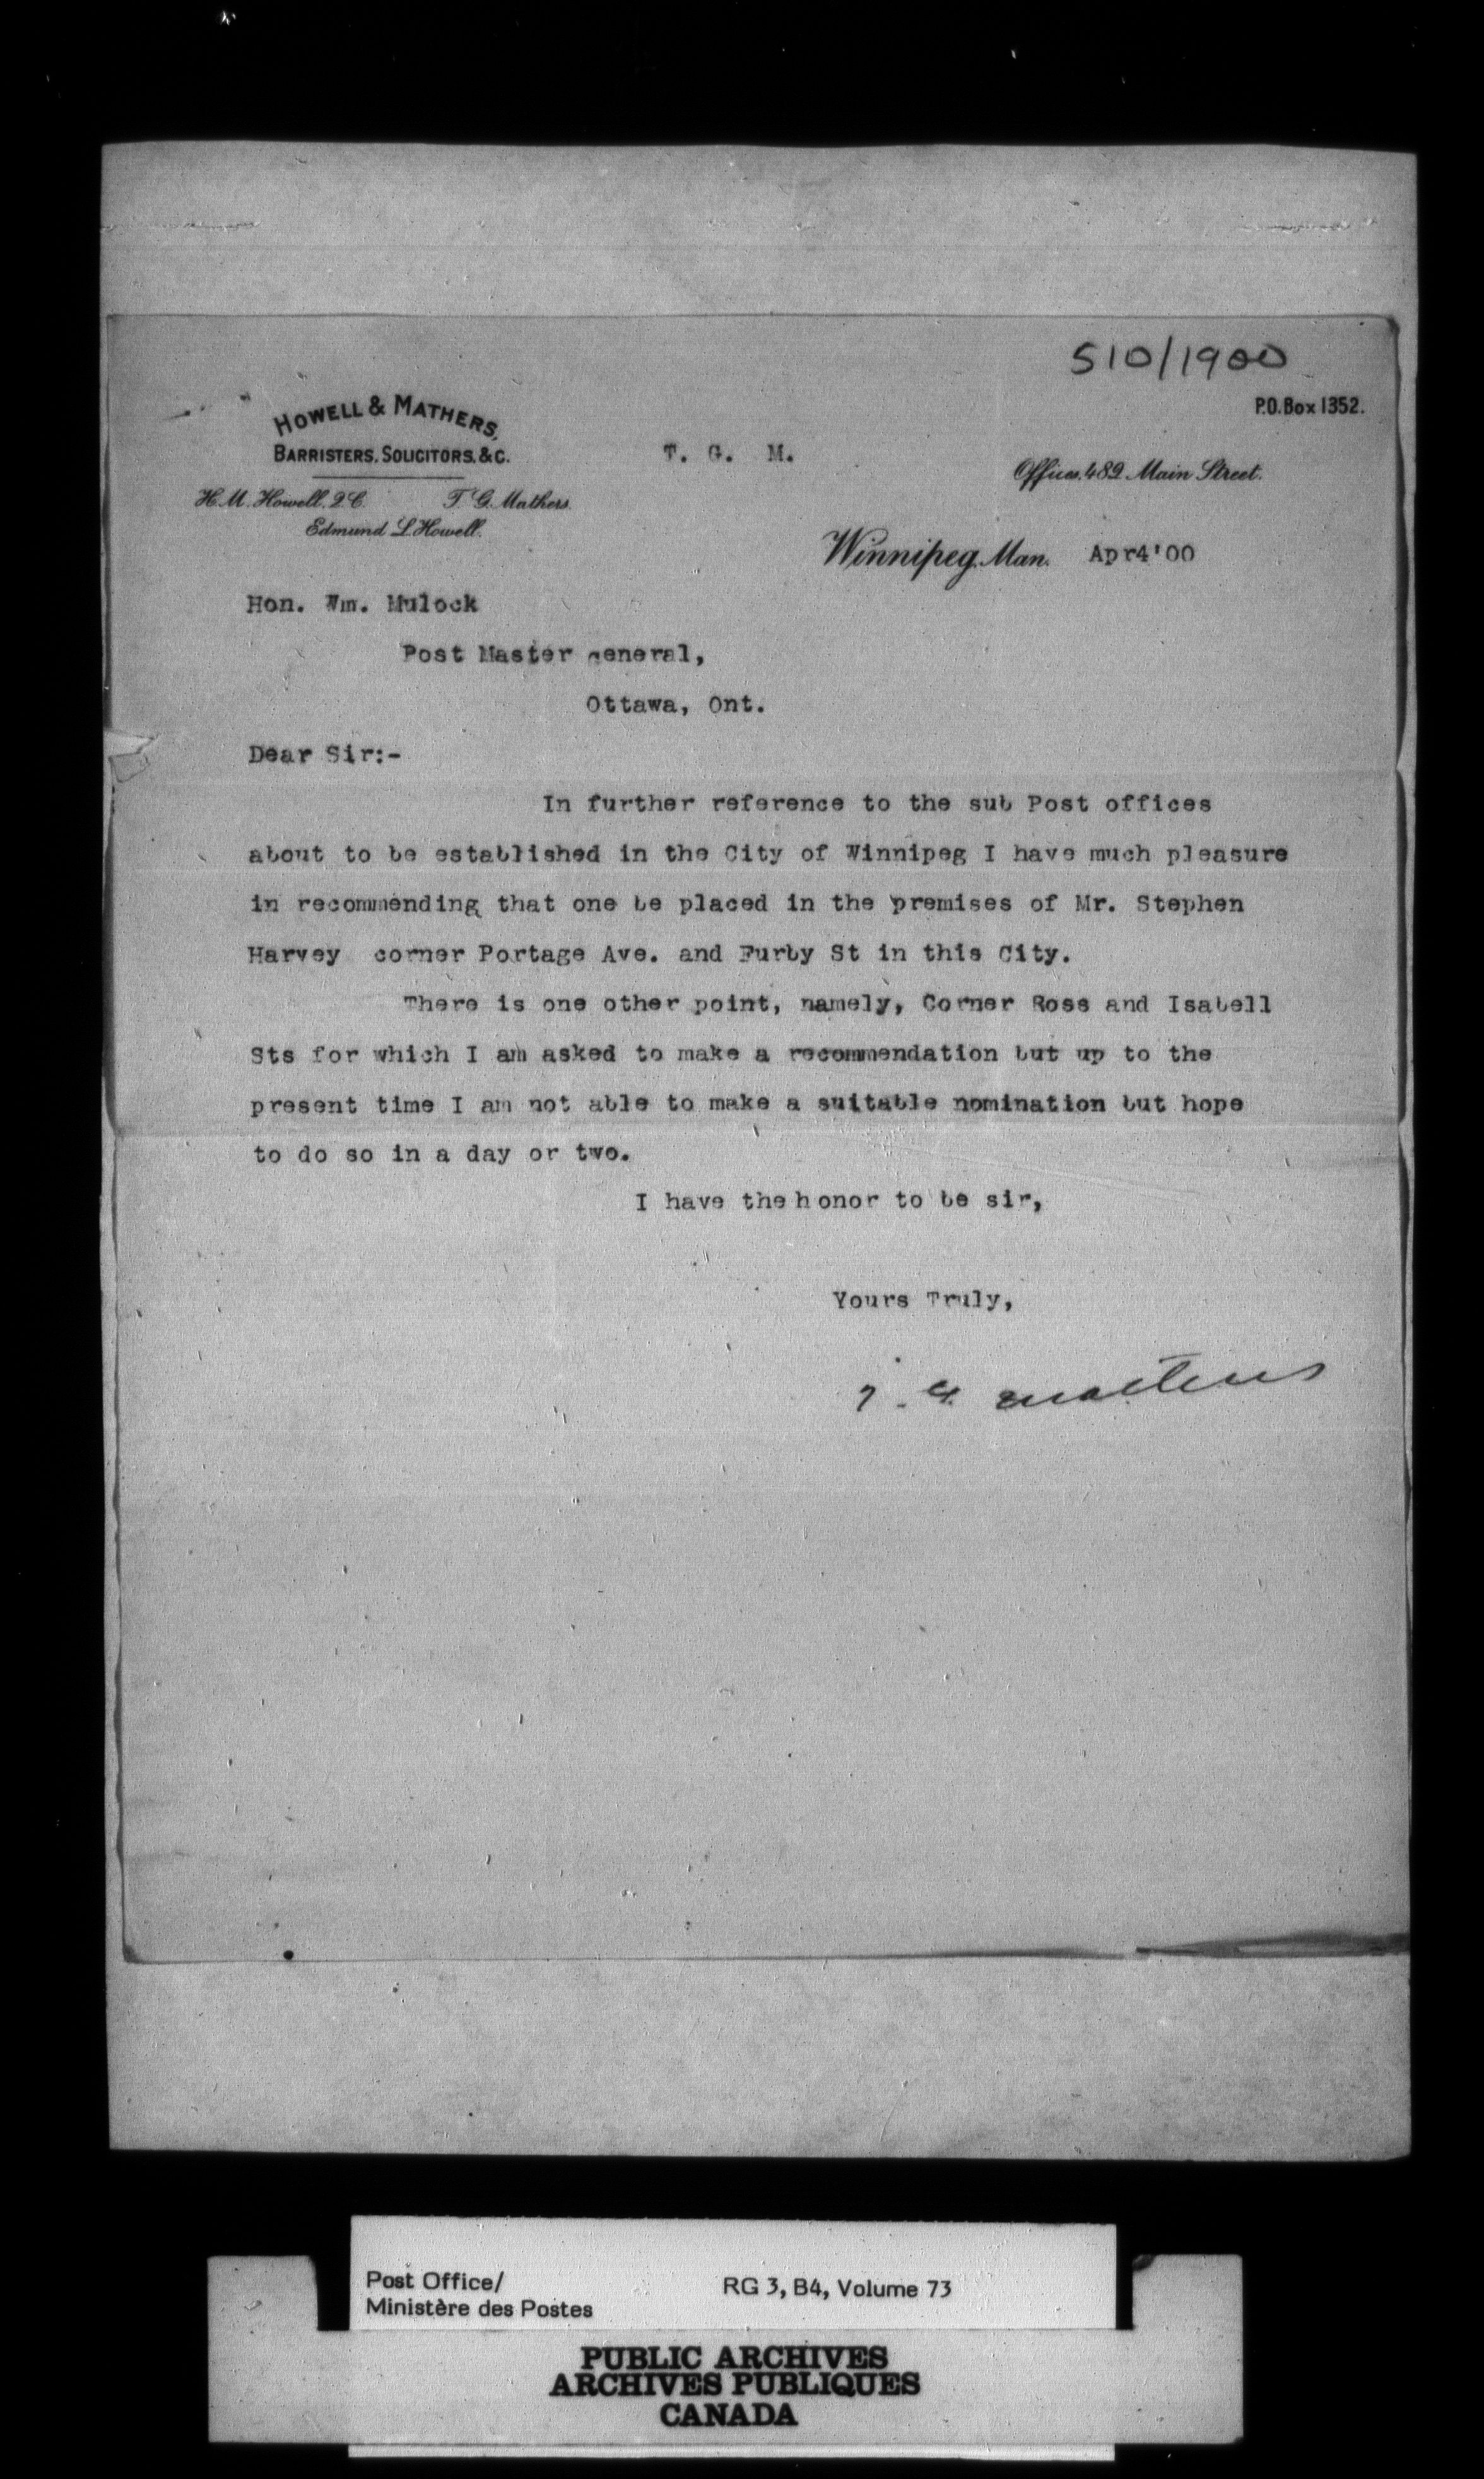 510/1900
HOWELL & MATHERS,
BARRISTERS. SOLICITORS. &C.
P.O. Box 1352.
T. G. M.
Offices, 482 Main Street.
H. M. Howell. Q.C. T. G. Mathers.
Edmund L. Howell.
Winnipeg, Man. Apr4'00
Hon. Wm. Mulock
Post Master general,
Ottawa, Ont.
Dear Sir:-
In further reference to the sub Post offices
about to be established in the City of Winnipeg I have much pleasure
in recommending that one be placed in the premises of Mr. Stephen
Harvey corner Portage Ave. and Furby St in this City.
There is one other point, namely, Corner Ross and Isabell
Sts for which I am asked to make a recommendation but up to the
present time I am not able to make a suitable nomination but hope
to do so in a day or two.
I have the honor to be sir,
Yours Truly,
T. G. Mathers
Post Office/ RG 3, B4, Volume 73
Ministère des Postes
PUBLIC ARCHIVES
ARCHIVES PUBLIQUES
CANADA